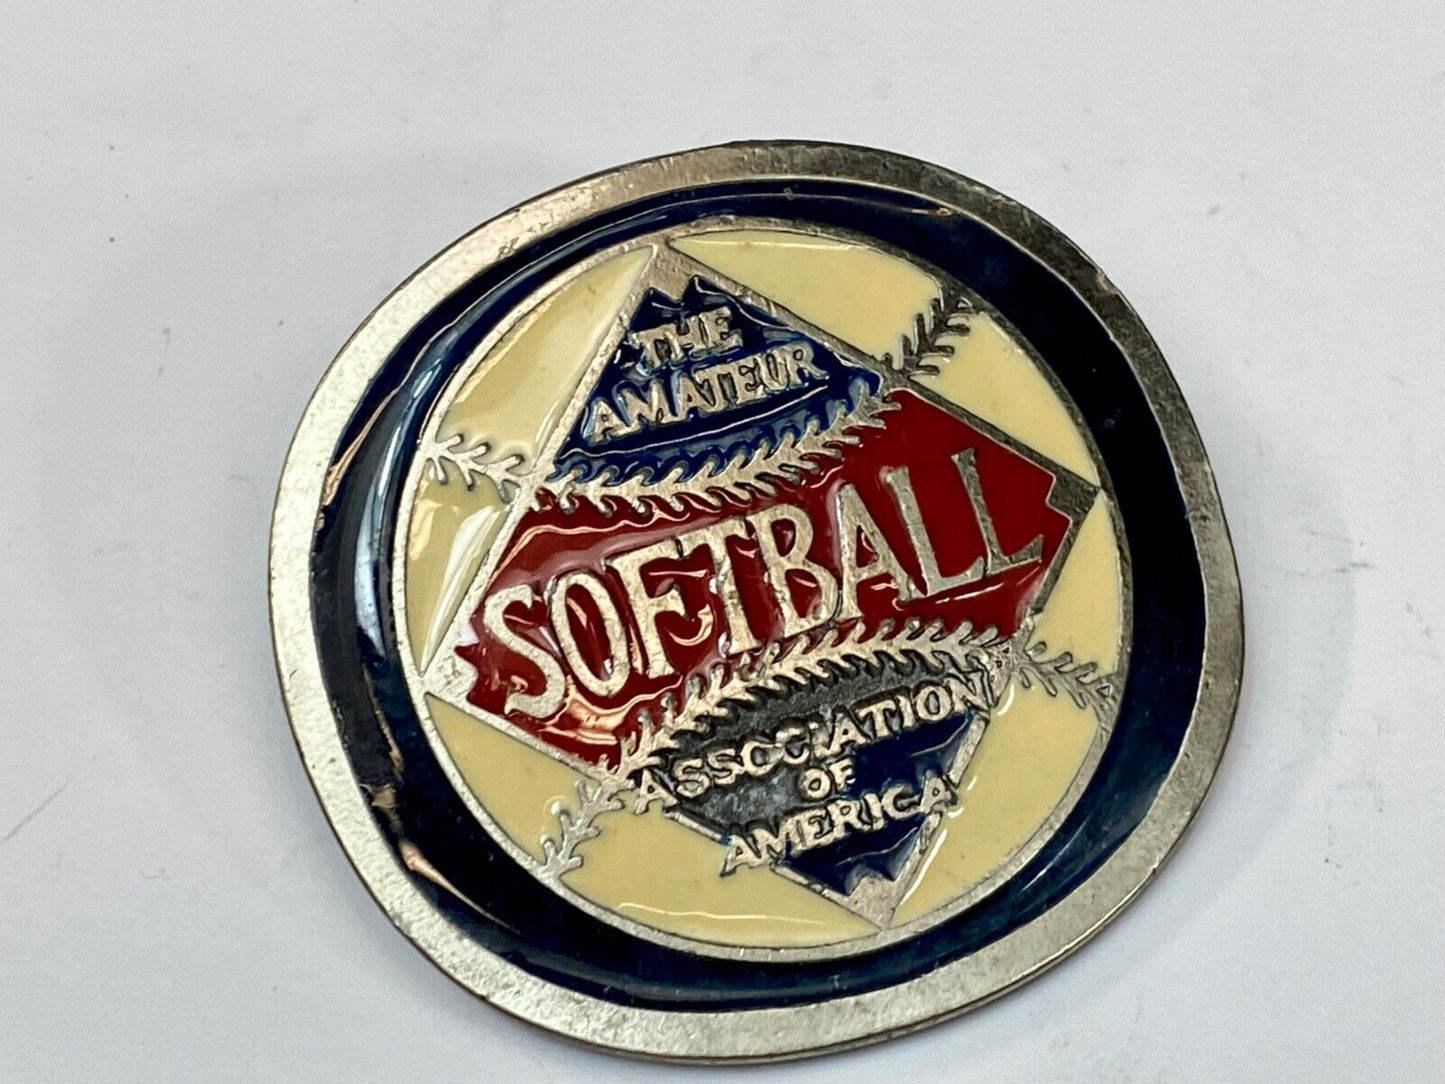 THE
AMATEUR
SOFTBALL
ASSOCIATION
OF
AMERICA